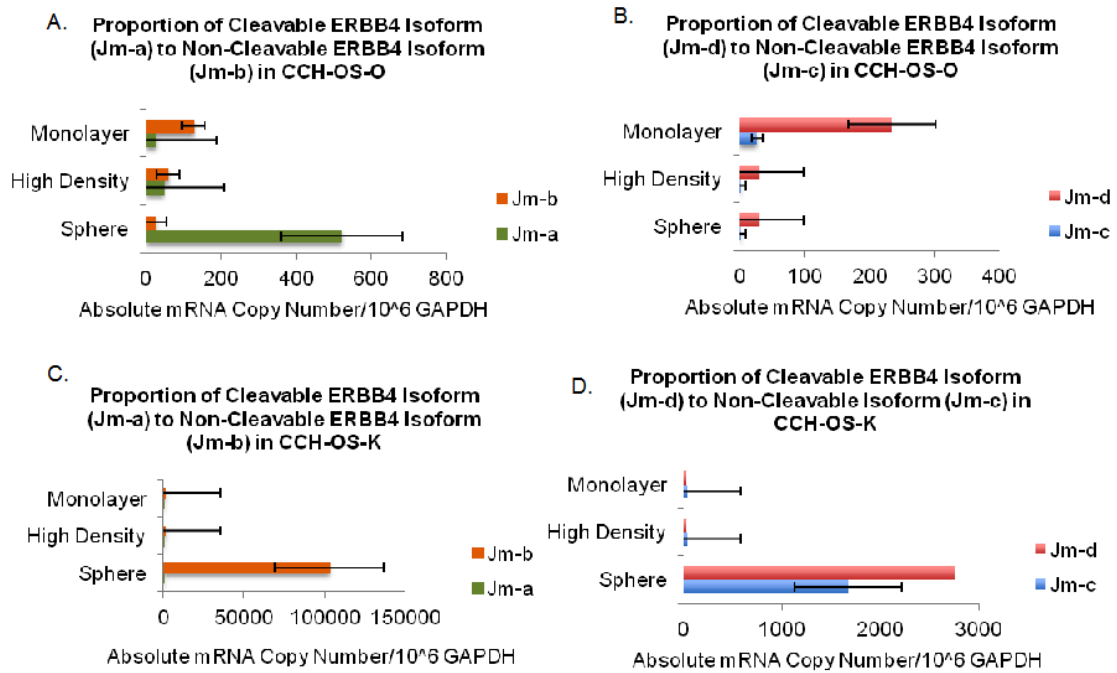 A.
Proportion of Cleavable ERBB4 Isoform
(Jm-a) to Non-Cleavable ERBB4 Isoform
(Jm-b) in CCH-OS-O
Monolayer
High Density
Sphere
Jm-b
Jm-a
0 200 400 600 800
Absolute mRNA Copy Number/10^6 GAPDH
B.
Proportion of Cleavable ERBB4 Isoform
(Jm-d) to Non-Cleavable ERBB4 Isoform
(Jm-c) in CCH-OS-O
Monolayer
High Density
Sphere
Jm-d
Jm-c
0 100 200 300 400
Absolute mRNA Copy Number/10^6 GAPDH
C.
Proportion of Cleavable ERBB4 Isoform
(Jm-a) to Non-Cleavable ERBB4 Isoform
(Jm-b) in CCH-OS-K
Monolayer
High Density
Sphere
Jm-b
Jm-a
0 50000 100000 150000
Absolute mRNA Copy Number/10^6 GAPDH
D.
Proportion of Cleavable ERBB4 Isoform
(Jm-d) to Non-Cleavable Isoform (Jm-c) in
CCH-OS-K
Monolayer
High Density
Sphere
Jm-d
Jm-c
0 1000 2000 3000
Absolute mRNA Copy Number/10^6 GAPDH